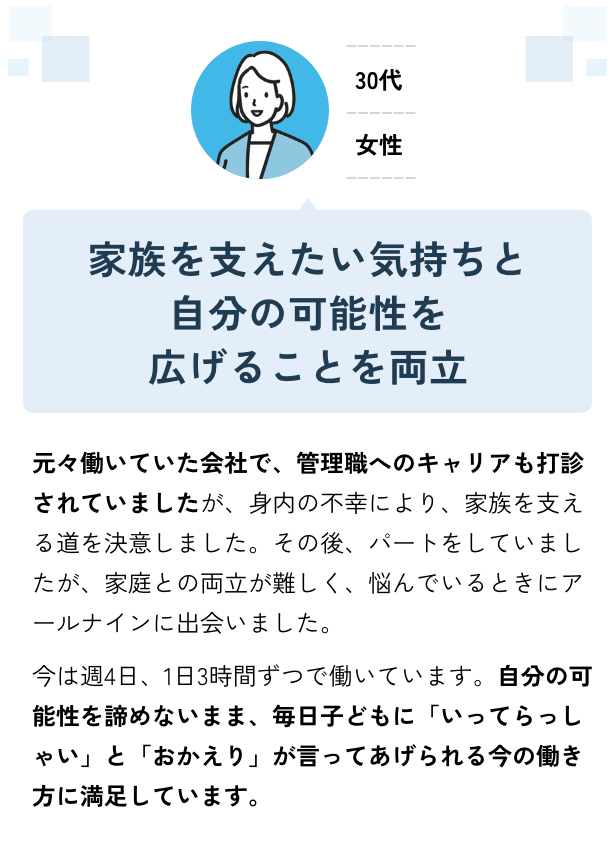 30代
女性
家族を支えたい気持ちと
自分の可能性を
広げることを両立
元々働いていた会社で、管理職へのキャリアも打診
されていましたが、身内の不幸により、家族を支え
る道を決意しました。その後、パートをしていまし
たが、家庭との両立が難しく、悩んでいるときにア
ールナインに出会いました。
今は週4日、1日3時間ずつで働いています。自分の可
能性を諦めないまま、毎日子どもに「いってらっし
ゃい」と「おかえり」が言ってあげられる今の働き
方に満足しています。